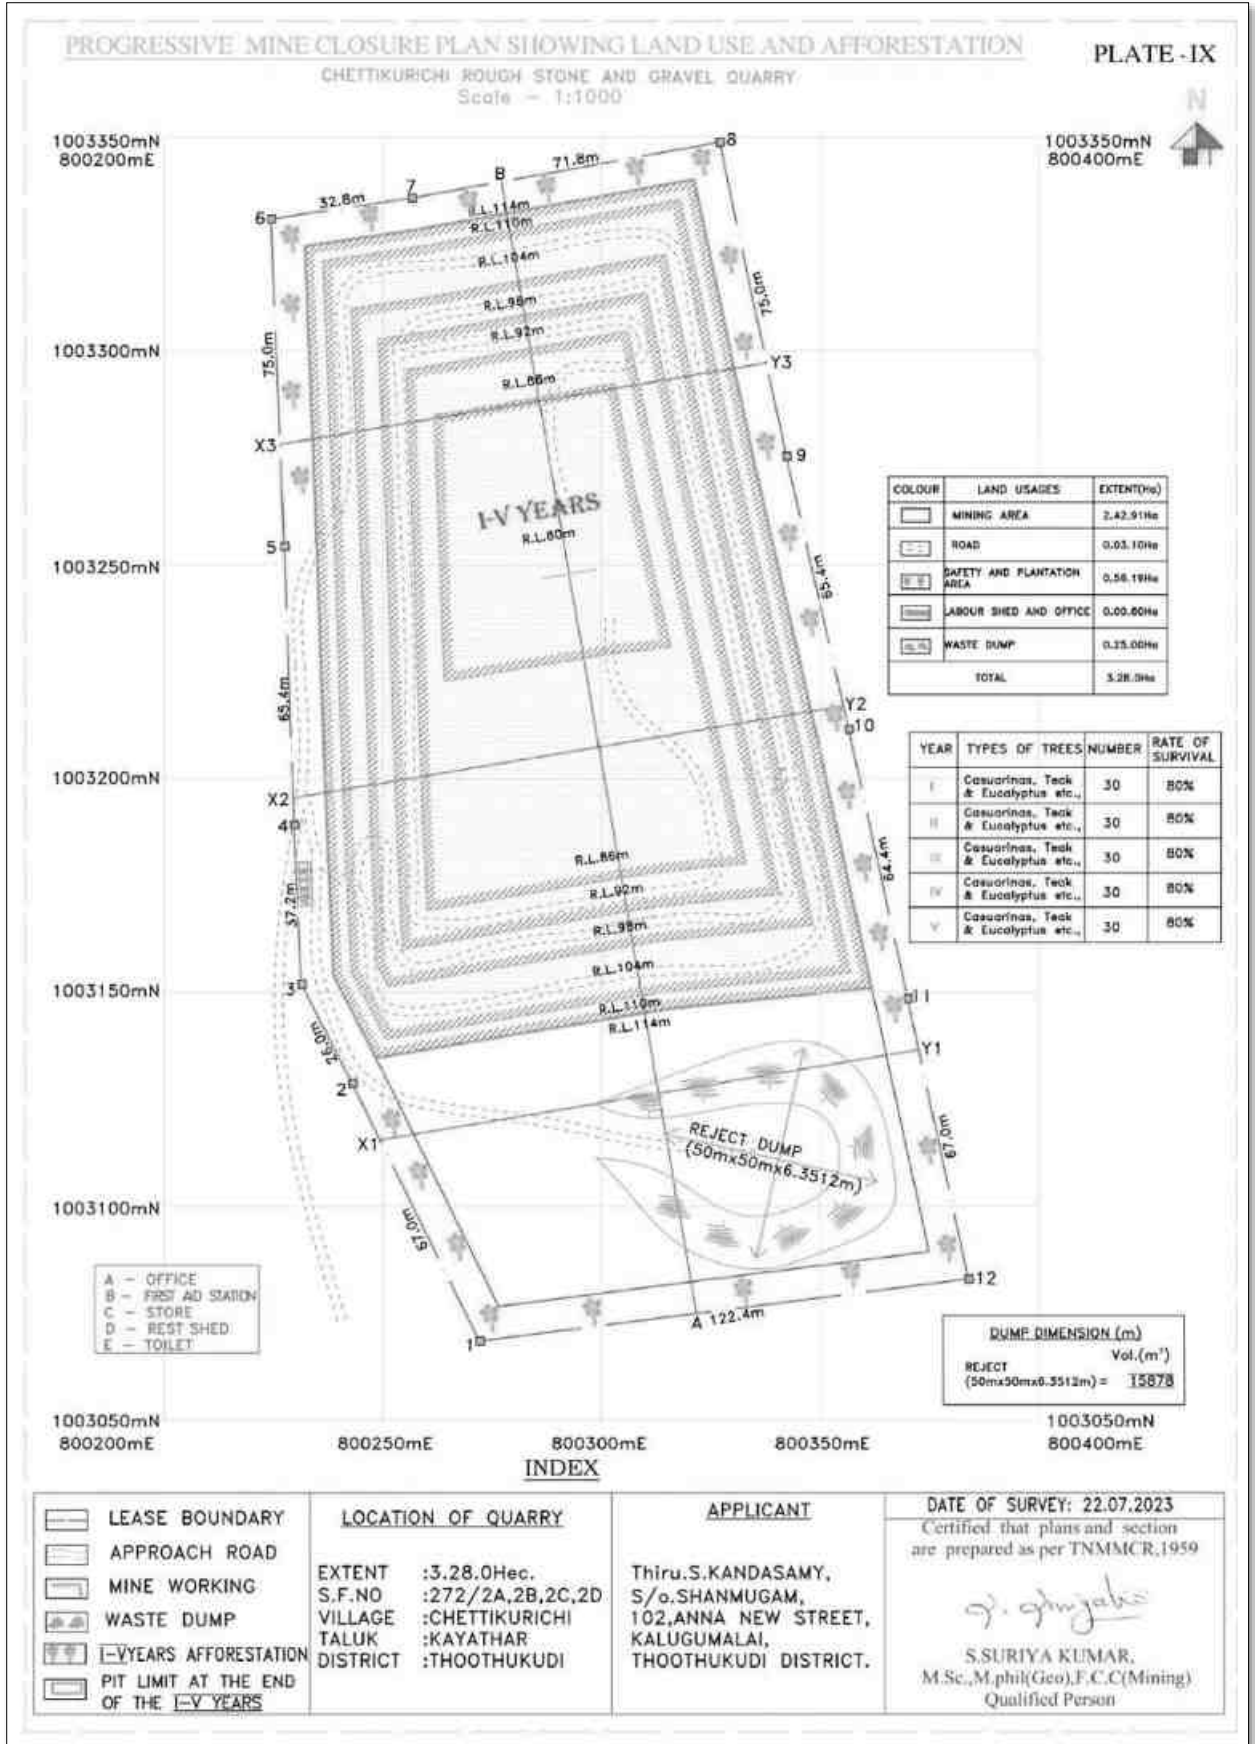 PROGRESSIVE MINE CLOSURE PLAN SHOWING LAND USE AND AFFORESTATION
PLATE -IX
CHETTIKURICHI ROUGH STONE AND GRAVEL QUARRY
Scale - 1:1000
N
1003350mN
800200mE
1003350mN
800400mE
8
71.8m
B
7
32.8m
6
R.L.114m
R.L.110m
R.L.104m
R.L.98m
R.L.92m
R.L.86m
75.0m
75.0m
1003300mN
Y3
X3
9
I-V YEARS
R.L.80m
5
1003250mN
65.4m
65.4m
Y2
10
1003200mN
X2
4
R.L.86m
R.L.92m
R.L.98m
R.L.104m
R.L.110m
R.L.114m
64.4m
37.2m
1003150mN
3
11
26.0m
Y1
2
X1
REJECT DUMP
(50mx50mx6.3512m)
67.0m
67.0m
1003100mN
12
A 122.4m
1
COLOUR LAND USAGES EXTENT(Ha)
MINING AREA 2.42.91Ha
ROAD 0.03.10Ha
SAFETY AND PLANTATION AREA 0.56.19Ha
LABOUR SHED AND OFFICE 0.00.80Ha
WASTE DUMP 0.25.00Ha
TOTAL 3.28.0Ha
YEAR TYPES OF TREES NUMBER RATE OF SURVIVAL
I Casuarinas, Teak & Eucalyptus etc., 30 80%
II Casuarinas, Teak & Eucalyptus etc., 30 80%
III Casuarinas, Teak & Eucalyptus etc., 30 80%
IV Casuarinas, Teak & Eucalyptus etc., 30 80%
V Casuarinas, Teak & Eucalyptus etc., 30 80%
A - OFFICE
B - FIRST AID STATION
C - STORE
D - REST SHED
E - TOILET
DUMP DIMENSION (m)
Vol.(m³)
REJECT
(50mx50mx6.3512m) = 15878
1003050mN
800200mE
800250mE
800300mE
800350mE
1003050mN
800400mE
INDEX
LEASE BOUNDARY
APPROACH ROAD
MINE WORKING
WASTE DUMP
I-VYEARS AFFORESTATION
PIT LIMIT AT THE END
OF THE I-V YEARS
LOCATION OF QUARRY
EXTENT :3.28.0Hec.
S.F.NO :272/2A,2B,2C,2D
VILLAGE :CHETTIKURICHI
TALUK :KAYATHAR
DISTRICT :THOOTHUKUDI
APPLICANT
Thiru.S.KANDASAMY,
S/o.SHANMUGAM,
102,ANNA NEW STREET,
KALUGUMALAI,
THOOTHUKUDI DISTRICT.
DATE OF SURVEY: 22.07.2023
Certified that plans and section
are prepared as per TNMMCR,1959
S.SURIYA KUMAR,
M.Sc.,M.phil(Geo),F.C.C(Mining)
Qualified Person